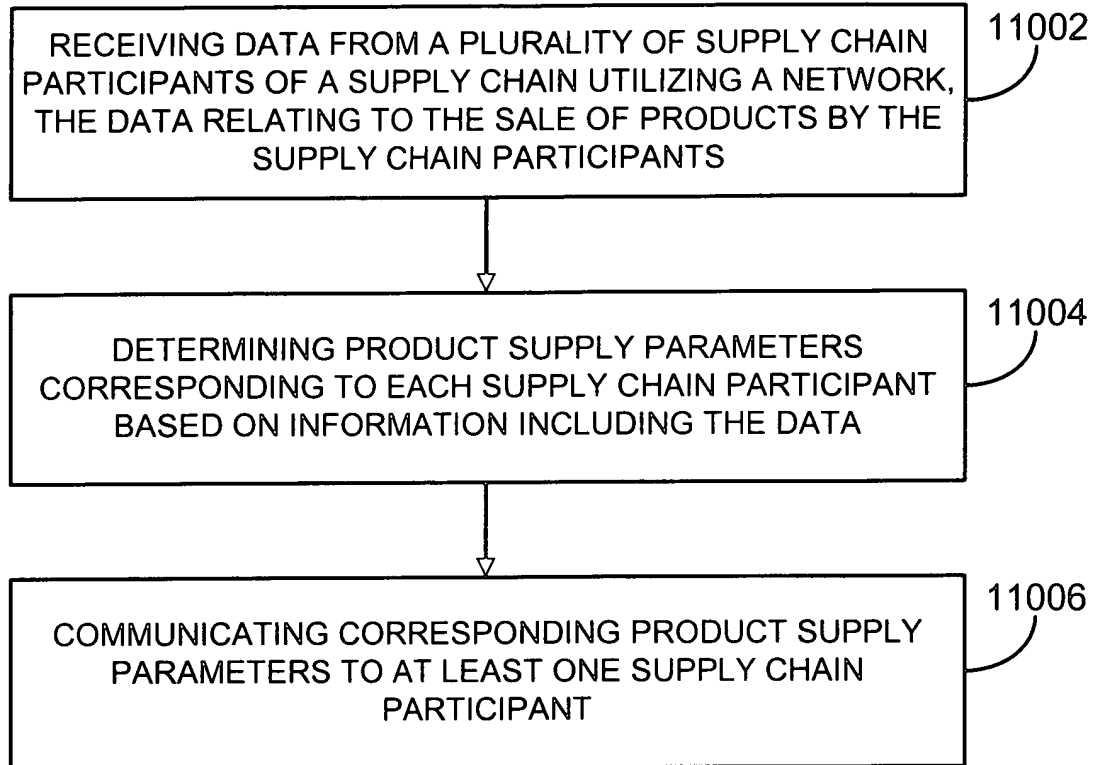 RECEIVING DATA FROM A PLURALITY OF SUPPLY CHAIN
PARTICIPANTS OF A SUPPLY CHAIN UTILIZING A NETWORK,
THE DATA RELATING TO THE SALE OF PRODUCTS BY THE
SUPPLY CHAIN PARTICIPANTS
11002
DETERMINING PRODUCT SUPPLY PARAMETERS
CORRESPONDING TO EACH SUPPLY CHAIN PARTICIPANT
BASED ON INFORMATION INCLUDING THE DATA
11004
COMMUNICATING CORRESPONDING PRODUCT SUPPLY
PARAMETERS TO AT LEAST ONE SUPPLY CHAIN
PARTICIPANT
11006